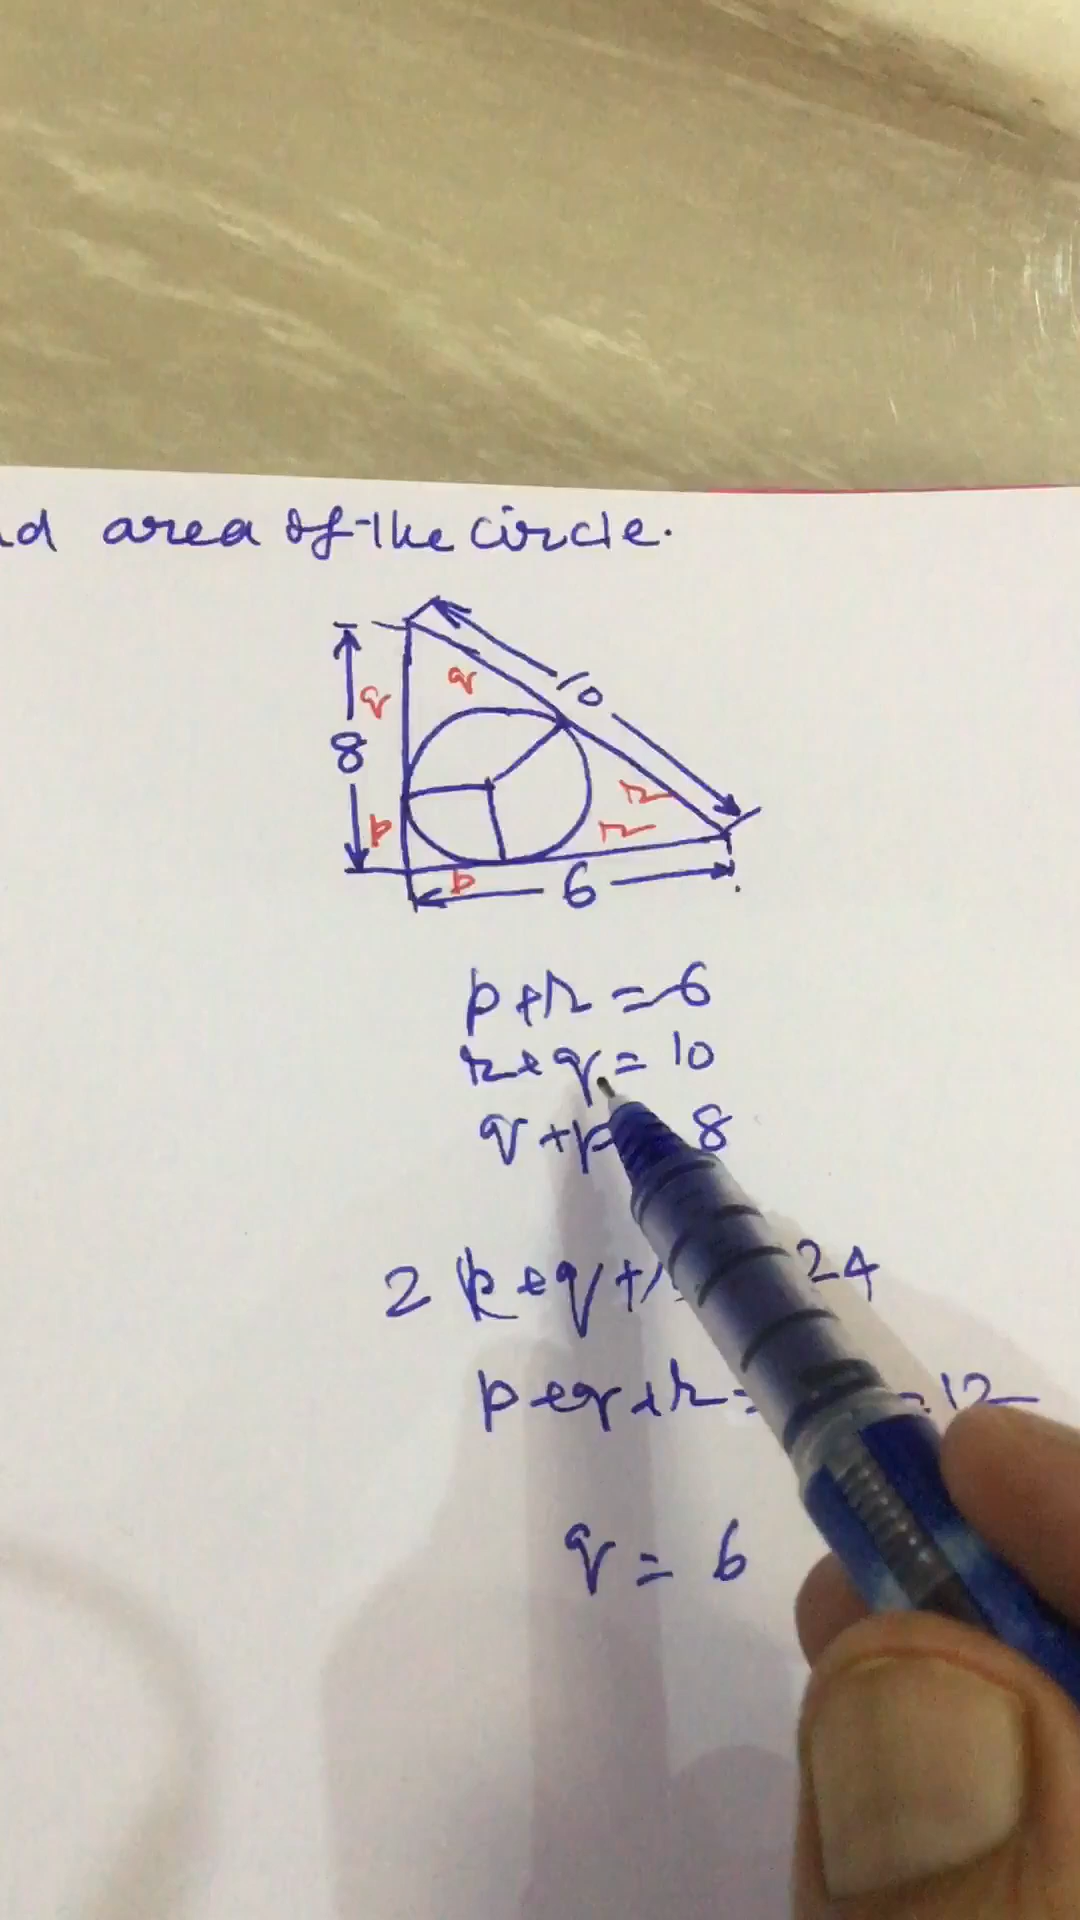 area of the circle.
10
q q
8
r
p r
p
6
p+r = 6
r+q = 10
q+p 8
2 p+q+ 24
p+q+r = = 12
q = 6